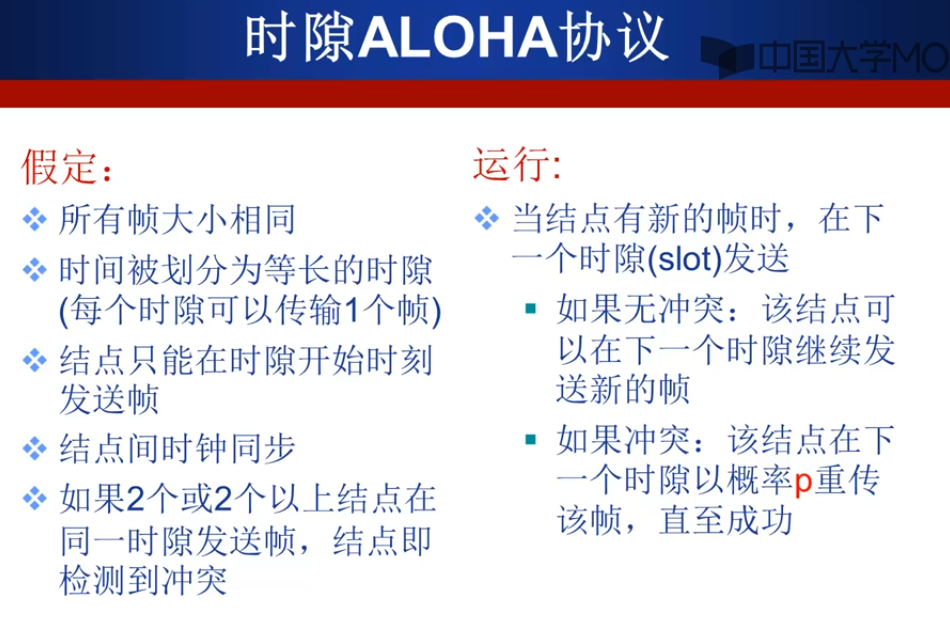 时隙ALOHA协议
中国大学MO
假定:
所有帧大小相同
时间被划分为等长的时隙
(每个时隙可以传输1个帧)
结点只能在时隙开始时刻
发送帧
结点间时钟同步
如果2个或2个以上结点在
同一时隙发送帧，结点即
检测到冲突
运行:
当结点有新的帧时，在下
一个时隙(slot)发送
如果无冲突：该结点可
以在下一个时隙继续发
送新的帧
如果冲突：该结点在下
一个时隙以概率p重传
该帧，直至成功